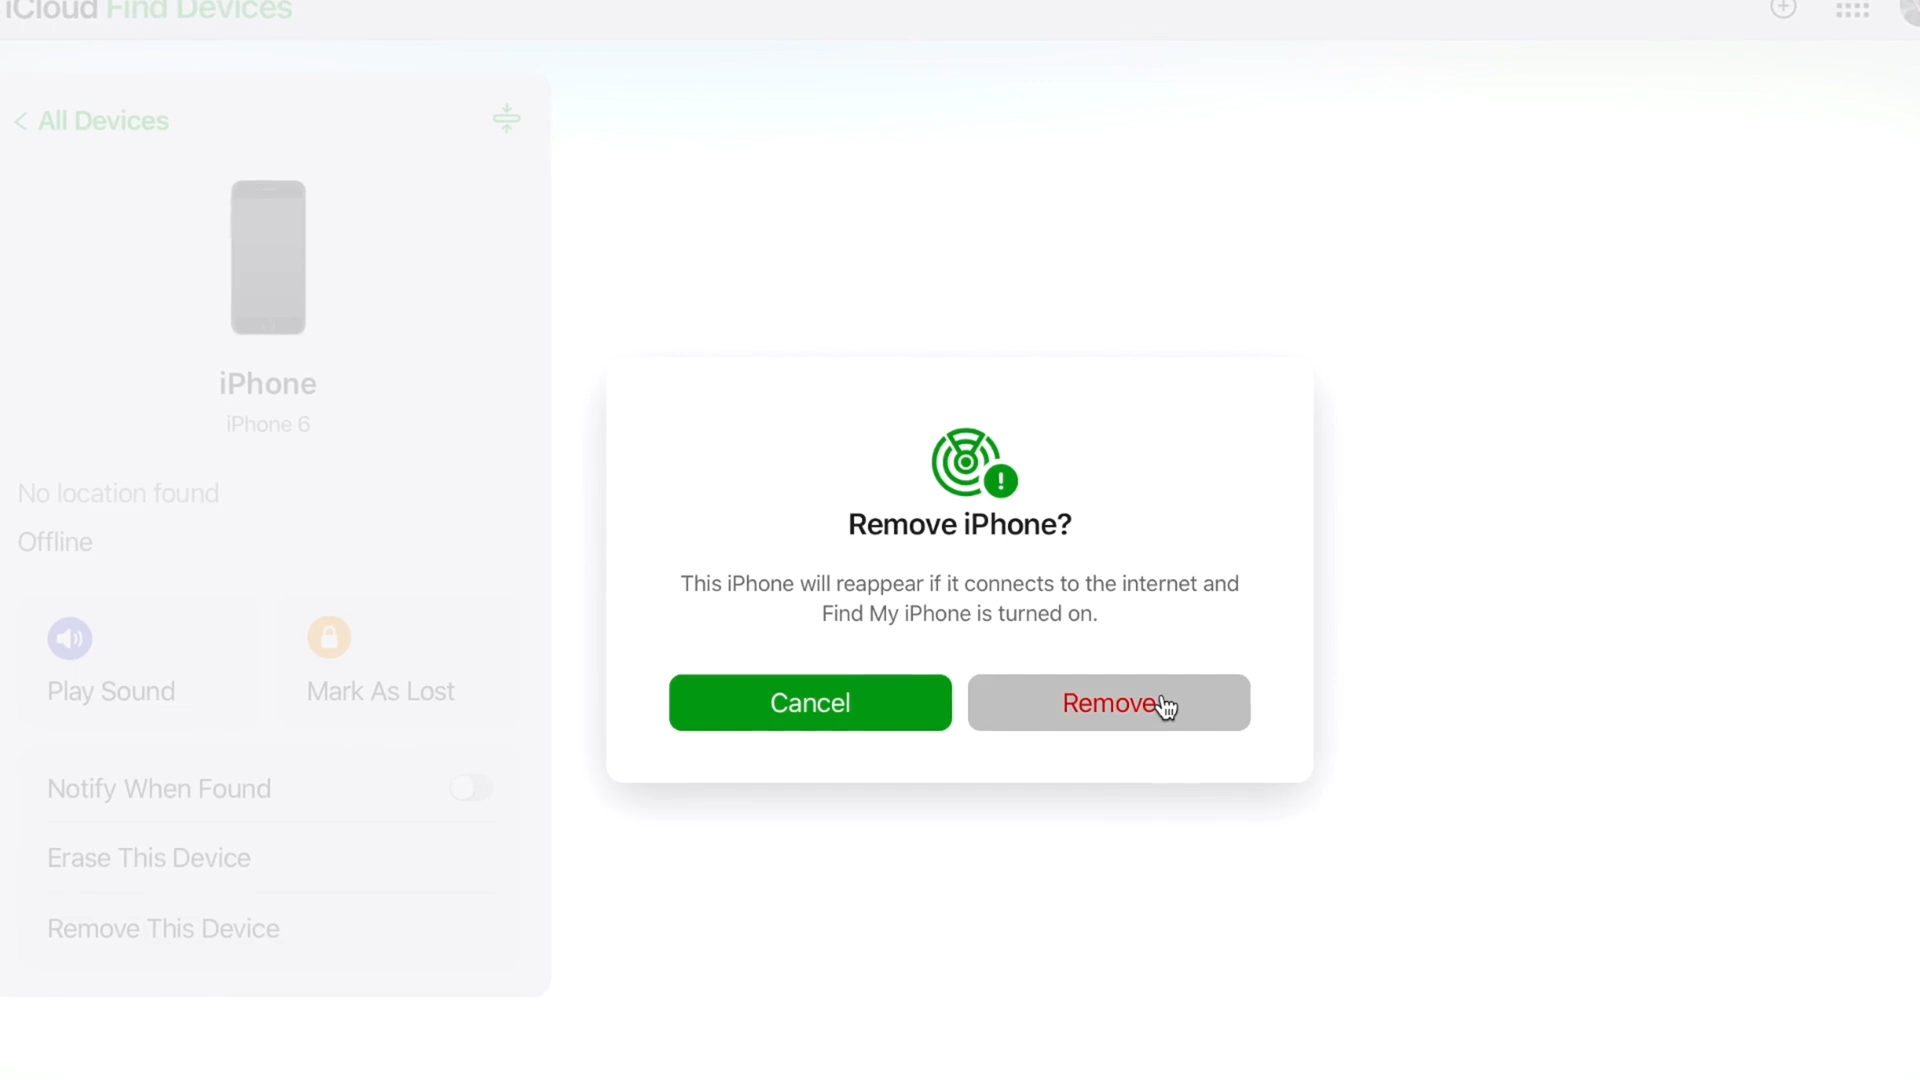 iCloud Find Devices
All Devices
iPhone
iPhone 6
No location found
Offline
Play Sound
Mark As Lost
Notify When Found
Erase This Device
Remove This Device
Remove iPhone?
This iPhone will reappear if it connects to the internet and
Find My iPhone is turned on.
Cancel
Remove